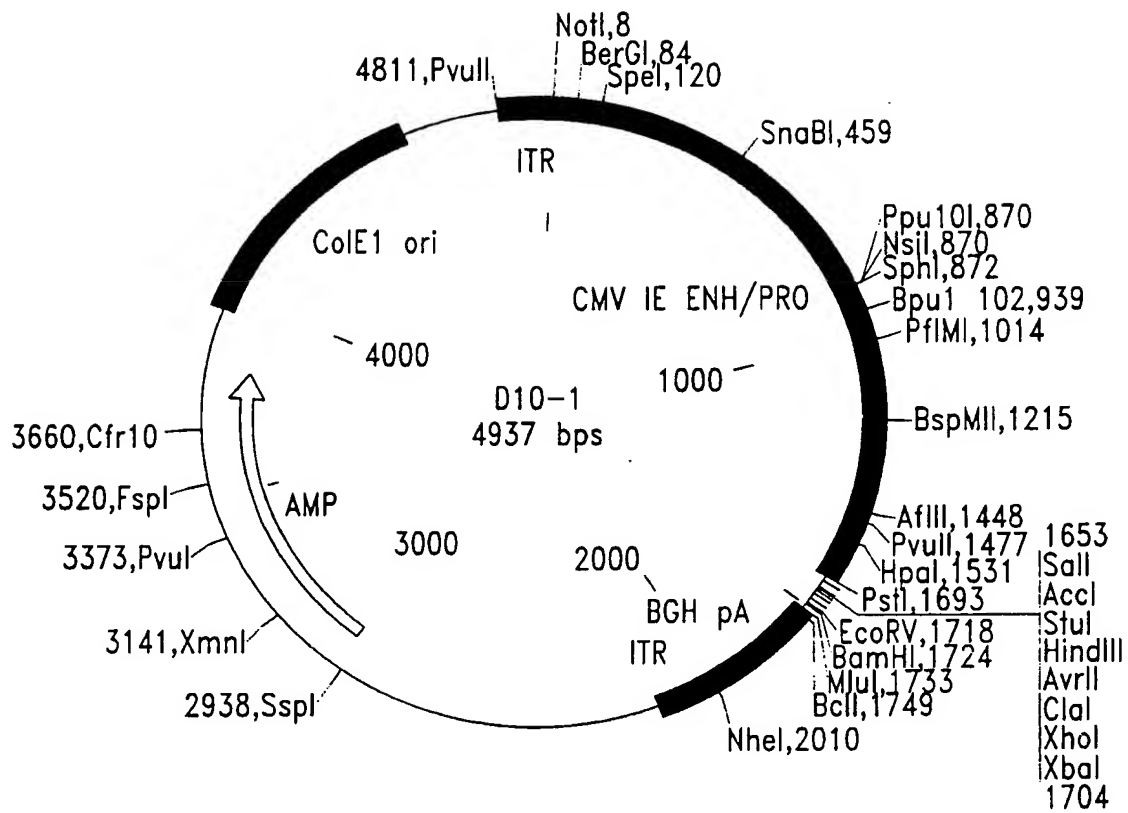 NotI,8
BerGI,84
SpeI,120
4811,PvuII
SnaBI,459
ITR
Ppu10I,870
NsiI,870
SphI,872
ColE1 ori
CMV IE ENH/PRO
Bpu1 102,939
PflMI,1014
4000
1000
D10-1
4937 bps
BspMII,1215
3660,Cfr10
3520,FspI
AMP
3373,PvuI
3000
2000
AflII,1448
PvuII,1477
HpaI,1531
PstI,1693
BGH pA
ITR
EcoRV,1718
BamHI,1724
MluI,1733
BclI,1749
3141,XmnI
2938,SspI
NheI,2010
1653
SalI
AccI
StuI
HindIII
AvrII
ClaI
XhoI
XbaI
1704